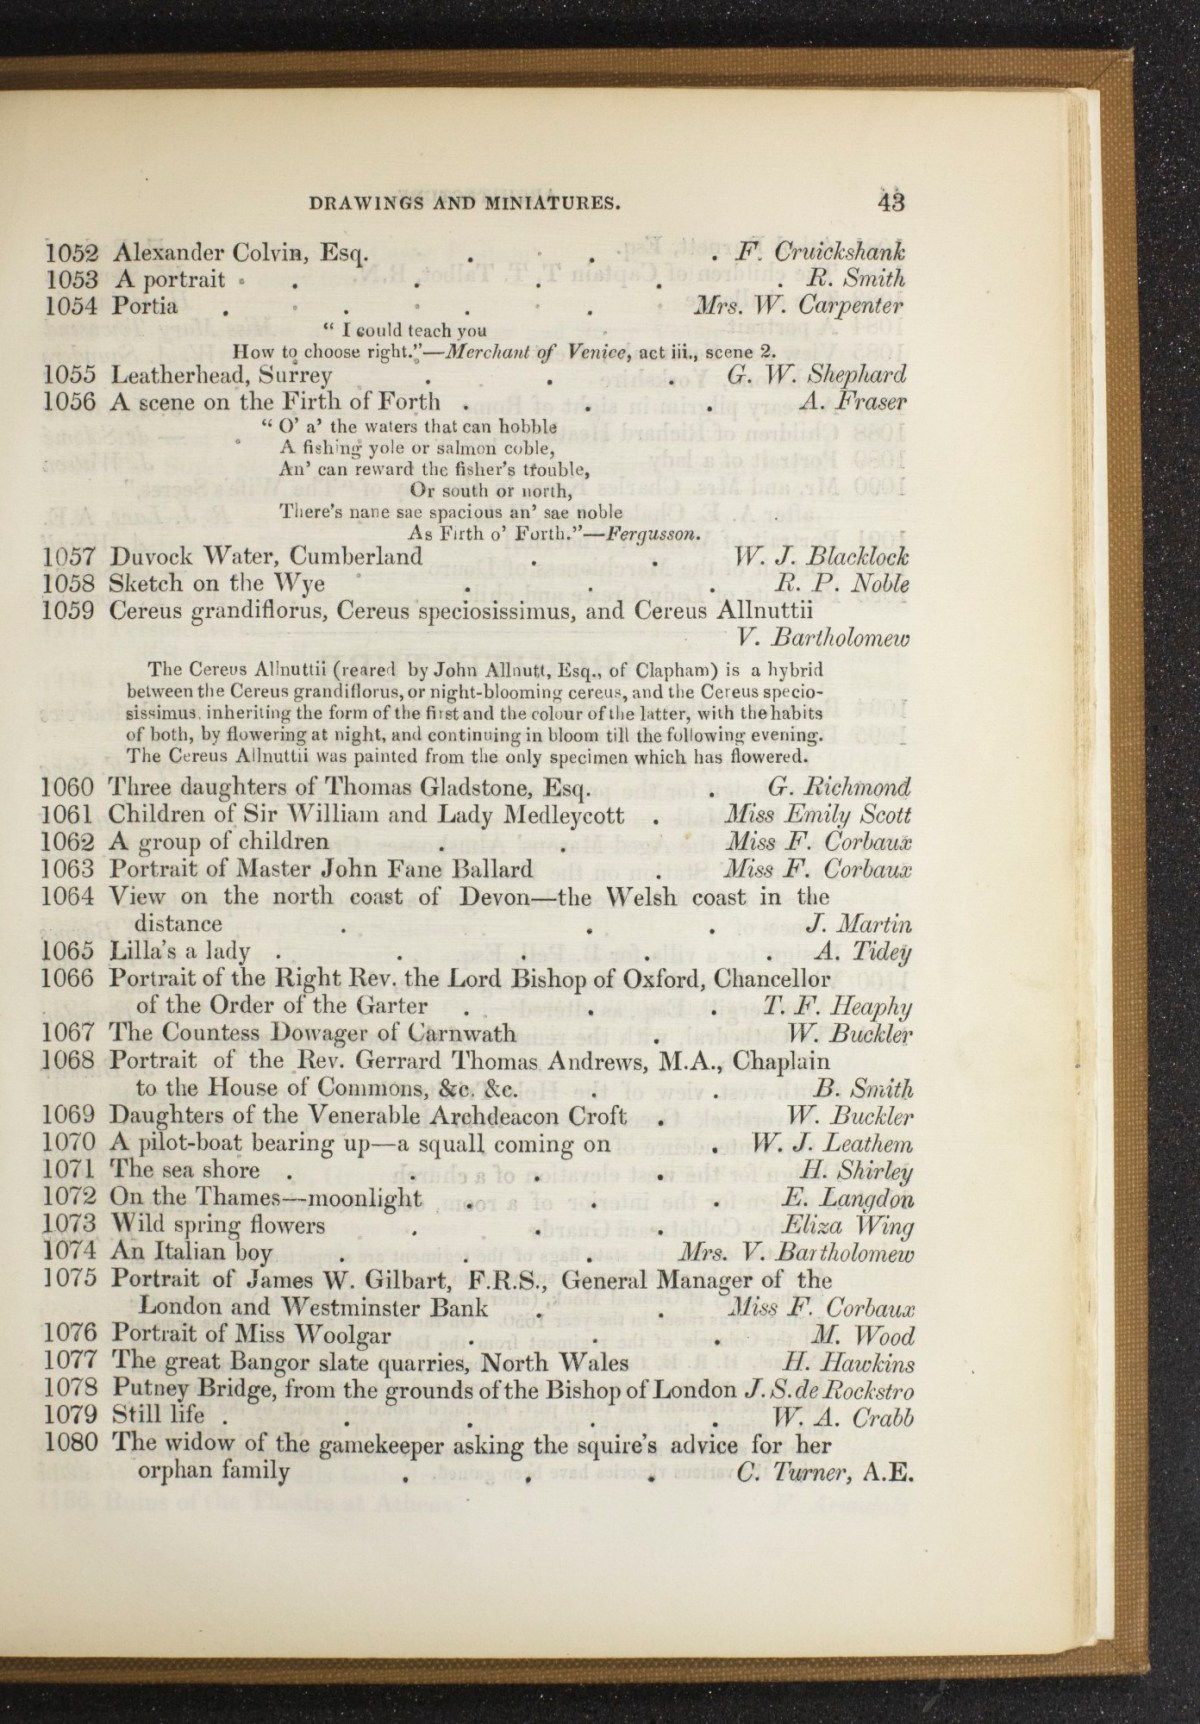 DRAWINGS AND MINIATURES. 43
1052 Alexander Colvin, Esq. . . . F. Cruickshank
1053 A portrait . . . . . R. Smith
1054 Portia . . . . Mrs. W. Carpenter
“ I could teach you
How to choose right.”—Merchant of Venice, act iii., scene 2.
1055 Leatherhead, Surrey . . . G. W. Shephard
1056 A scene on the Firth of Forth . . . A. Fraser
“ O’ a’ the waters that can hobble
A fishing yole or salmon coble,
An’ can reward the fisher’s trouble,
Or south or north,
There’s nane sae spacious an’ sae noble
As Firth o’ Forth.”—Fergusson.
1057 Duvock Water, Cumberland . . W. J. Blacklock
1058 Sketch on the Wye . . . R. P. Noble
1059 Cereus grandiflorus, Cereus speciosissimus, and Cereus Allnuttii
V. Bartholomew
The Cereus Allnuttii (reared by John Allnutt, Esq., of Clapham) is a hybrid
between the Cereus grandiflorus, or night-blooming cereus, and the Cereus specio-
sissimus, inheriting the form of the first and the colour of the latter, with the habits
of both, by flowering at night, and continuing in bloom till the following evening.
The Cereus Allnuttii was painted from the only specimen which has flowered.
1060 Three daughters of Thomas Gladstone, Esq. . G. Richmond
1061 Children of Sir William and Lady Medleycott . Miss Emily Scott
1062 A group of children . . Miss F. Corbaux
1063 Portrait of Master John Fane Ballard . Miss F. Corbaux
1064 View on the north coast of Devon—the Welsh coast in the
distance . . . J. Martin
1065 Lilla’s a lady . . . . . A. Tidey
1066 Portrait of the Right Rev. the Lord Bishop of Oxford, Chancellor
of the Order of the Garter . . . T. F. Heaphy
1067 The Countess Dowager of Carnwath . W. Buckler
1068 Portrait of the Rev. Gerrard Thomas Andrews, M.A., Chaplain
to the House of Commons, &c. &c. . . B. Smith
1069 Daughters of the Venerable Archdeacon Croft . W. Buckler
1070 A pilot-boat bearing up—a squall coming on . W. J. Leathem
1071 The sea shore . . . . H. Shirley
1072 On the Thames—moonlight . . . E. Langdon
1073 Wild spring flowers . . . Eliza Wing
1074 An Italian boy . . . Mrs. V. Bartholomew
1075 Portrait of James W. Gilbart, F.R.S., General Manager of the
London and Westminster Bank . . Miss F. Corbaux
1076 Portrait of Miss Woolgar . . . M. Wood
1077 The great Bangor slate quarries, North Wales H. Hawkins
1078 Putney Bridge, from the grounds of the Bishop of London J. S. de Rockstro
1079 Still life . . . . . W. A. Crabb
1080 The widow of the gamekeeper asking the squire’s advice for her
orphan family . . . C. Turner, A.E.